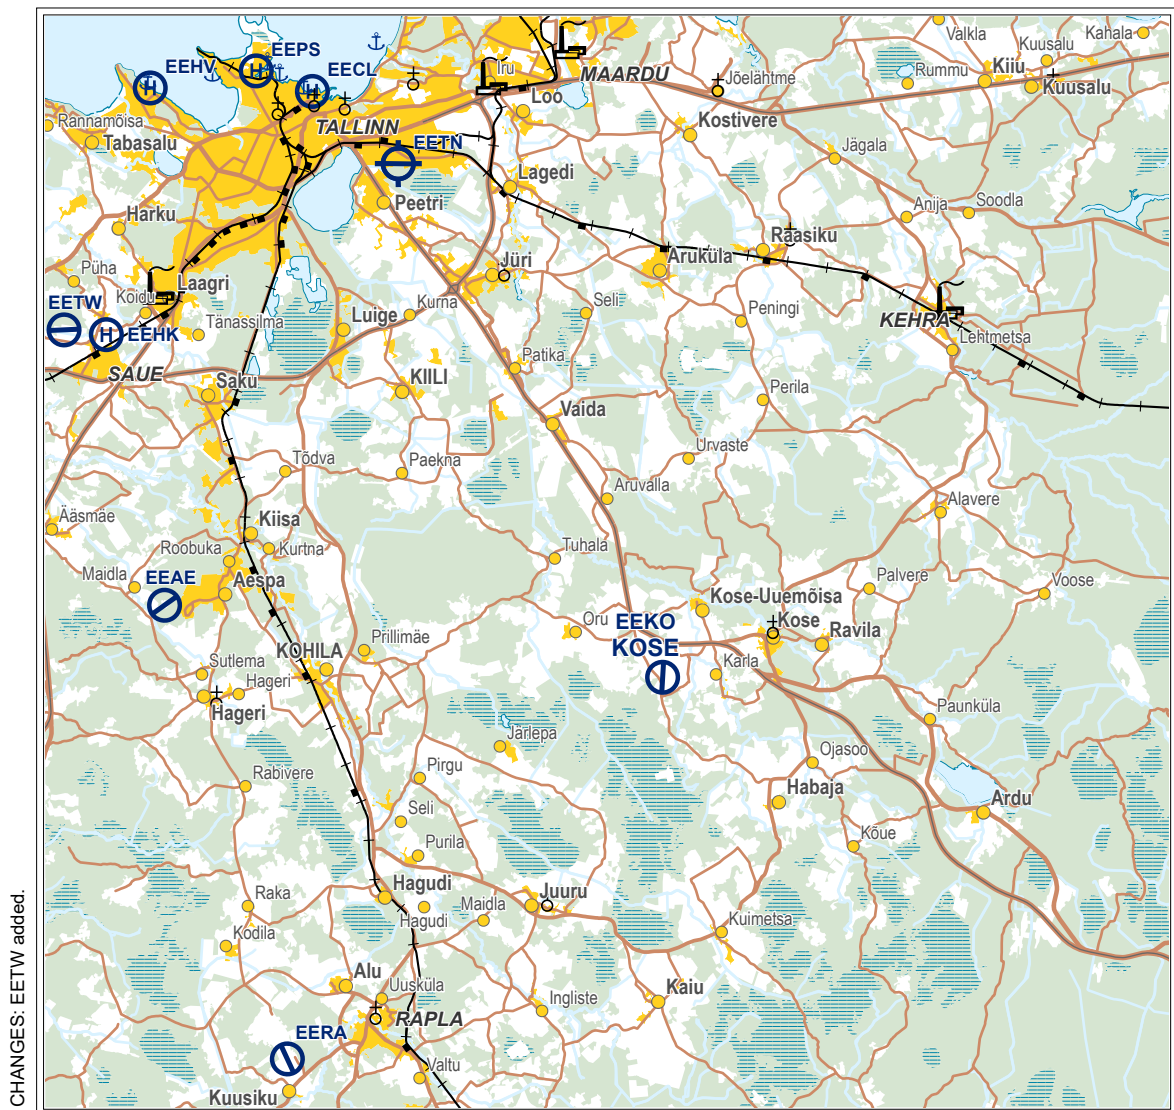 Valkla
Kahala
EEPS
Kuusalu
EEHV
EECL
Iru
MAARDU
Jõelähtme
Rummu
Kiiu
Kuusalu
H
H
H
Loo
Rannamõisa
TALLINN
Kostivere
Tabasalu
EETN
Jägala
Lagedi
Peetri
Anija
Soodla
Harku
Raasiku
Jüri
Aruküla
Püha
Laagri
EETW
Koidu
Kurna
Seli
Peningi
Luige
KEHRA
H
EEHK
Tänassilma
Lehtmetsa
Patika
SAUE
Saku
KIILI
Perila
Vaida
Urvaste
Tõdva
Paekna
Aruvalla
Alavere
Ääsmäe
Kiisa
Roobuka
Kurtna
Tuhala
Maidla
EEAE
Aespa
Palvere
Voose
Kose-Uuemõisa
Oru
EEKO
Kose
KOSE
Ravila
Prillimäe
KOHILA
Sutlema
Karla
Hageri
Hageri
Paunküla
Järlepa
Ojasoo
Rabivere
Pirgu
Habaja
Ardu
Seli
Kõue
Purila
Hagudi
Juuru
Raka
Maidla
Hagudi
Kuimetsa
Kodila
Alu
Uusküla
Kaiu
Ingliste
RAPLA
EERA
Valtu
Kuusiku
CHANGES: EETW added.